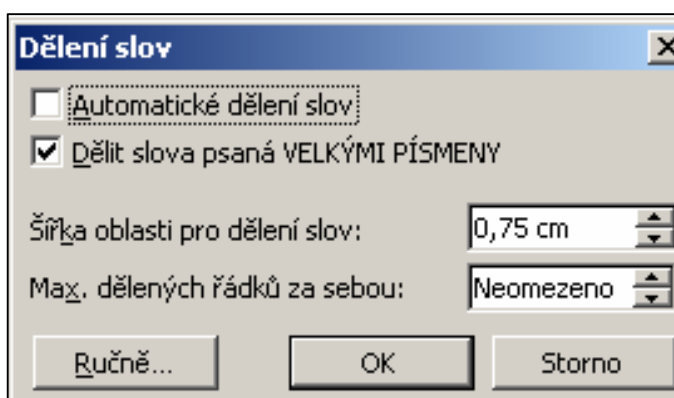 Dělení slov
Automatické dělení slov
Dělit slova psaná VELKÝMI PÍSMENY
Šířka oblasti pro dělení slov: 0,75 cm
Max. dělených řádků za sebou: Neomezeno
Ručně... OK Storno